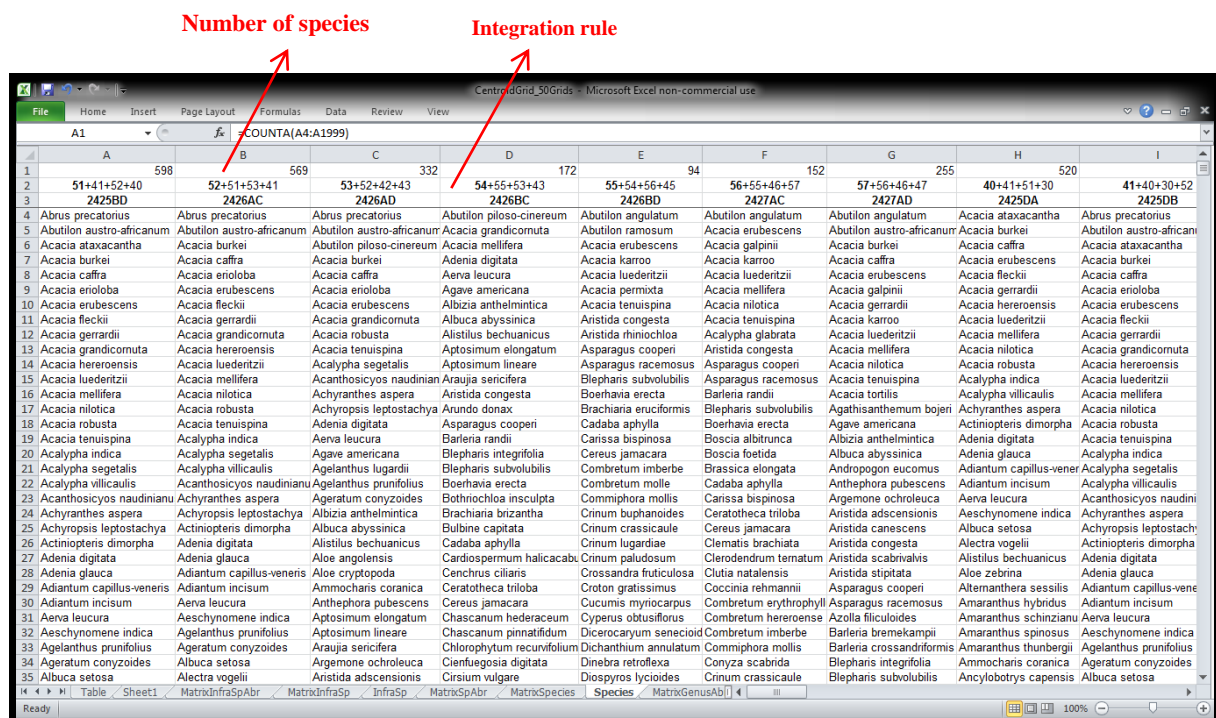 Number of species
Integration rule
CentroidGrid_50Grids - Microsoft Excel non-commercial use
File Home Insert Page Layout Formulas Data Review View
A1 fx =COUNTA(A4:A1999)
A B C D E F G H I
1 598 569 332 172 94 152 255 520
2 51+41+52+40 52+51+53+41 53+52+42+43 54+55+53+43 55+54+56+45 56+55+46+57 57+56+46+47 40+41+51+30 41+40+30+52
3 2425BD 2426AC 2426AD 2426BC 2426BD 2427AC 2427AD 2425DA 2425DB
4 Abrus precatorius Abrus precatorius Abrus precatorius Abutilon piloso-cinereum Abutilon angulatum Abutilon angulatum Abutilon angulatum Acacia ataxacantha Abrus precatorius
5 Abutilon austro-africanum Abutilon austro-africanum Abutilon austro-africanum Acacia grandicornuta Abutilon ramosum Acacia erubescens Abutilon austro-africanum Acacia burkei Abutilon austro-african
6 Acacia ataxacantha Acacia burkei Abutilon piloso-cinereum Acacia mellifera Acacia erubescens Acacia galpinii Acacia burkei Acacia caffra Acacia ataxacantha
7 Acacia burkei Acacia caffra Acacia burkei Adenia digitata Acacia karroo Acacia karroo Acacia caffra Acacia erubescens Acacia burkei
8 Acacia caffra Acacia erioloba Acacia caffra Aerva leucura Acacia luederitzii Acacia luederitzii Acacia erubescens Acacia fleckii Acacia caffra
9 Acacia erioloba Acacia erubescens Acacia erioloba Agave americana Acacia permixta Acacia mellifera Acacia galpinii Acacia gerrardii Acacia erioloba
10 Acacia erubescens Acacia fleckii Acacia erubescens Albizia anthelmintica Acacia tenuispina Acacia nilotica Acacia gerrardii Acacia hereroensis Acacia erubescens
11 Acacia fleckii Acacia gerrardii Acacia grandicornuta Albuca abyssinica Aristida congesta Acacia tenuispina Acacia karroo Acacia luederitzii Acacia fleckii
12 Acacia gerrardii Acacia grandicornuta Acacia robusta Alistilus bechuanicus Aristida rhiniochloa Acalypha glabrata Acacia luederitzii Acacia mellifera Acacia gerrardii
13 Acacia grandicornuta Acacia hereroensis Acacia tenuispina Aptosimum elongatum Asparagus cooperi Aristida congesta Acacia mellifera Acacia nilotica Acacia grandicornuta
14 Acacia hereroensis Acacia luederitzii Acalypha segetalis Aptosimum lineare Asparagus racemosus Asparagus cooperi Acacia nilotica Acacia robusta Acacia hereroensis
15 Acacia luederitzii Acacia mellifera Acanthosicyos naudinian Araujia sericifera Blepharis subvolubilis Asparagus racemosus Acacia tenuispina Acalypha indica Acacia luederitzii
16 Acacia mellifera Acacia nilotica Achyranthes aspera Aristida congesta Boerhavia erecta Barleria randii Acacia tortilis Acalypha villicaulis Acacia mellifera
17 Acacia nilotica Acacia robusta Achyropsis leptostachya Arundo donax Brachiaria eruciformis Blepharis subvolubilis Agathisanthemum bojeri Achyranthes aspera Acacia nilotica
18 Acacia robusta Acacia tenuispina Adenia digitata Asparagus cooperi Cadaba aphylla Boerhavia erecta Agave americana Actiniopteris dimorpha Acacia robusta
19 Acacia tenuispina Acalypha indica Aerva leucura Barleria randii Carissa bispinosa Boscia albitrunca Albizia anthelmintica Adenia digitata Acacia tenuispina
20 Acalypha indica Acalypha segetalis Agave americana Blepharis integrifolia Cereus jamacara Boscia foetida Albuca abyssinica Adenia glauca Acalypha indica
21 Acalypha segetalis Acalypha villicaulis Agelanthus lugardii Blepharis subvolubilis Combretum imberbe Brassica elongata Andropogon eucomus Adiantum capillus-vener Acalypha segetalis
22 Acalypha villicaulis Acanthosicyos naudinianu Agelanthus prunifolius Boerhavia erecta Combretum molle Cadaba aphylla Anthephora pubescens Adiantum incisum Acalypha villicaulis
23 Acanthosicyos naudinianu Achyranthes aspera Ageratum conyzoides Bothriochloa insculpta Commiphora mollis Carissa bispinosa Argemone ochroleuca Aerva leucura Acanthosicyos naudini
24 Achyranthes aspera Achyropsis leptostachya Albizia anthelmintica Brachiaria brizantha Crinum buphanoides Ceratotheca triloba Aristida adscensionis Aeschynomene indica Achyranthes aspera
25 Achyropsis leptostachya Actiniopteris dimorpha Albuca abyssinica Bulbine capitata Crinum crassicaule Cereus jamacara Aristida canescens Albuca setosa Achyropsis leptostach
26 Actiniopteris dimorpha Adenia digitata Alistilus bechuanicus Cadaba aphylla Crinum lugardiae Clematis brachiata Aristida congesta Alectra vogelii Actiniopteris dimorpha
27 Adenia digitata Adenia glauca Aloe angolensis Cardiospermum halicacabu Crinum paludosum Clerodendrum ternatum Aristida scabrivalvis Alistilus bechuanicus Adenia digitata
28 Adenia glauca Adiantum capillus-veneris Aloe cryptopoda Cenchrus ciliaris Crossandra fruticulosa Clutia natalensis Aristida stipitata Aloe zebrina Adenia glauca
29 Adiantum capillus-veneris Adiantum incisum Ammocharis coranica Ceratotheca triloba Croton gratissimus Coccinia rehmannii Asparagus cooperi Alternanthera sessilis Adiantum capillus-vene
30 Adiantum incisum Aerva leucura Anthephora pubescens Cereus jamacara Cucumis myriocarpus Combretum erythrophyll Asparagus racemosus Amaranthus hybridus Adiantum incisum
31 Aerva leucura Aeschynomene indica Aptosimum elongatum Chascanum hederaceum Cyperus obtusiflorus Combretum hereroense Azolla filiculoides Amaranthus schinzianu Aerva leucura
32 Aeschynomene indica Agelanthus prunifolius Aptosimum lineare Chascanum pinnatifidum Dicerocaryum senecioid Combretum imberbe Barleria bremekampii Amaranthus spinosus Aeschynomene indica
33 Agelanthus prunifolius Ageratum conyzoides Araujia sericifera Chlorophytum recurvifolium Dichanthium annulatum Commiphora mollis Barleria crossandriformis Amaranthus thunbergii Agelanthus prunifolius
34 Ageratum conyzoides Albuca setosa Argemone ochroleuca Cienfuegosia digitata Dinebra retroflexa Conyza scabrida Blepharis integrifolia Ammocharis coranica Ageratum conyzoides
35 Albuca setosa Alectra vogelii Aristida adscensionis Cirsium vulgare Diospyros lycioides Crinum crassicaule Blepharis subvolubilis Ancylobotrys capensis Albuca setosa
Table Sheet1 MatrixInfraSpAbr MatrixInfraSp InfraSp MatrixSpAbr MatrixSpecies Species MatrixGenusAb
Ready 100%